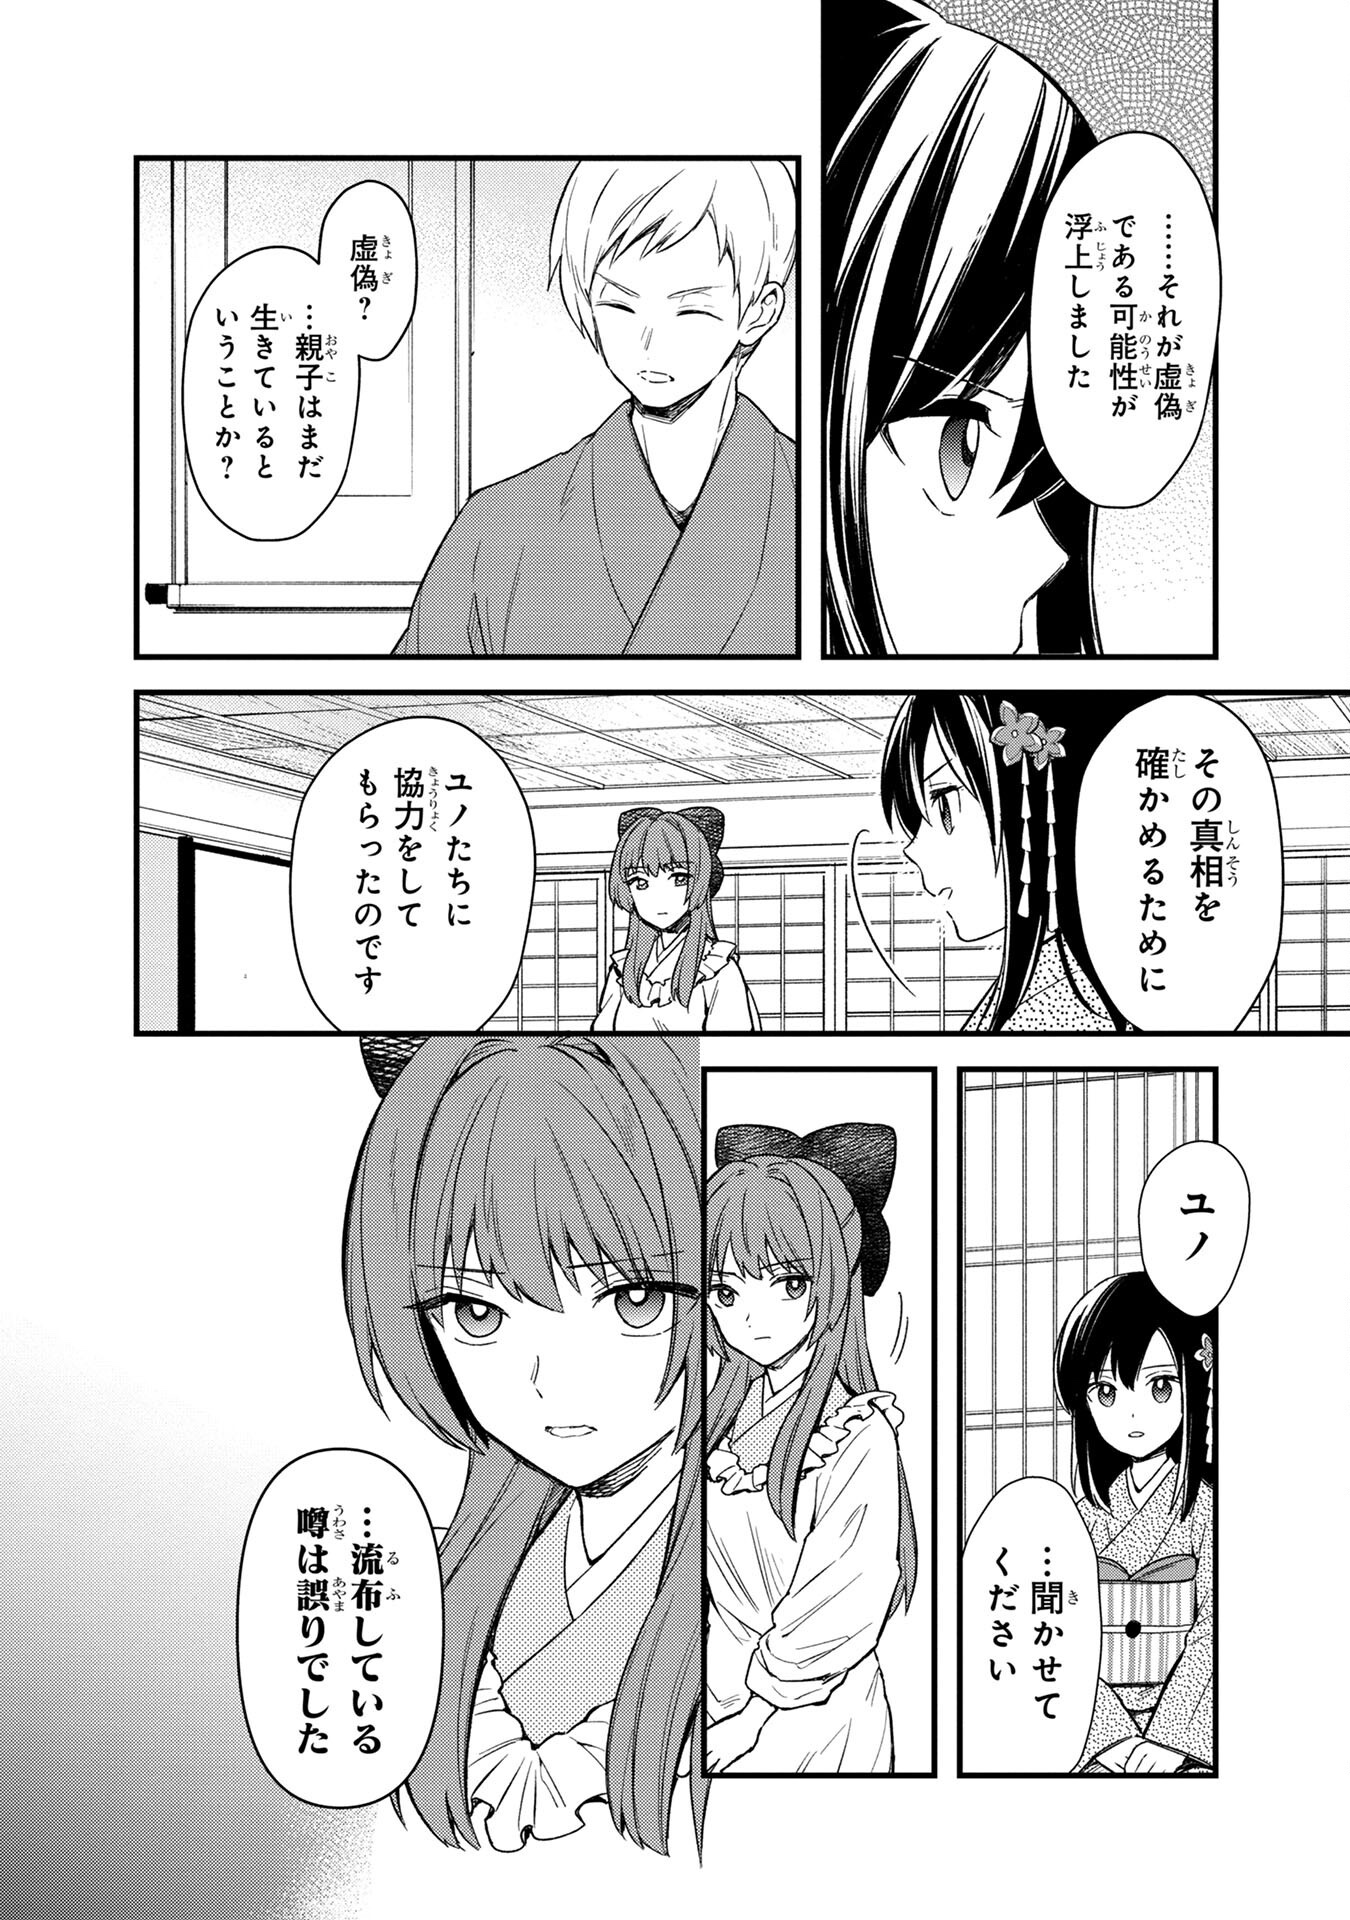 ……それが虚偽
である可能性が
浮上しました
虚偽？
…親子はまだ
生きていると
いうことか？
その真相を
確かめるために
ユノたちに
協力をして
もらったのです
ユノ
…聞かせて
ください
…流布している
噂は誤りでした